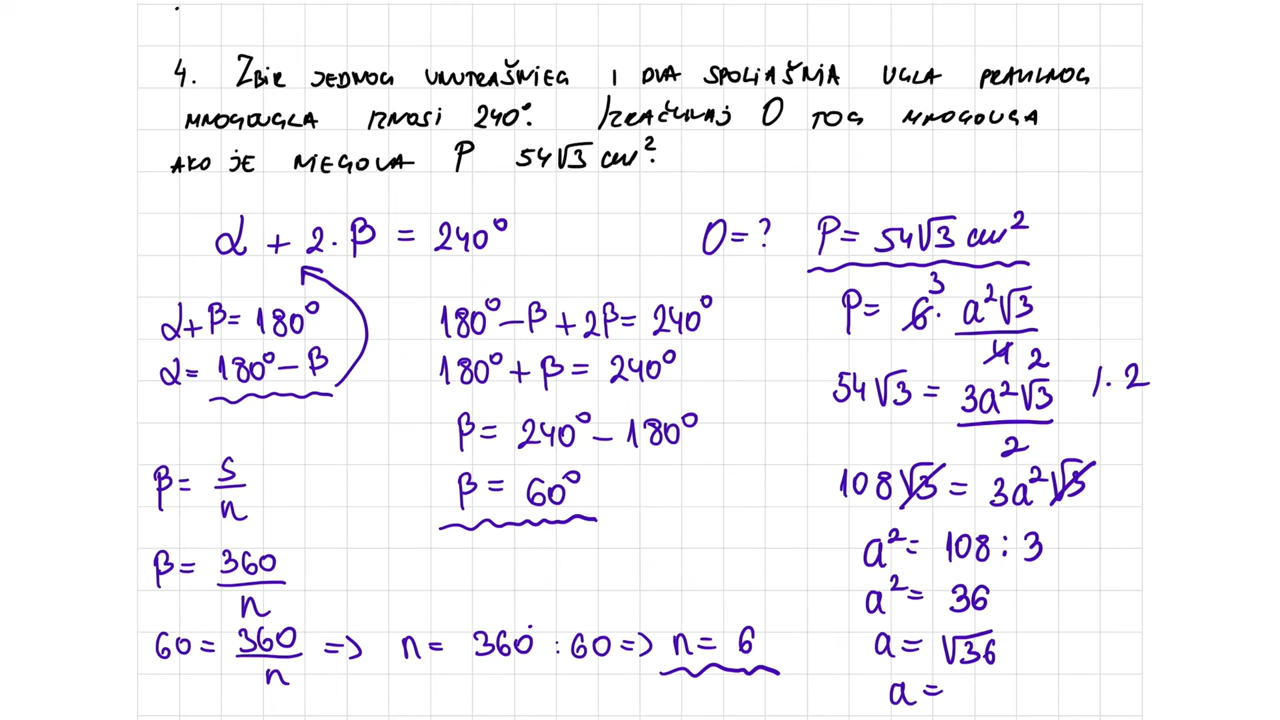 4. ZBIR JEDNOG UNUTRAŠNJEG I DVA SPOLJAŠNJA UGLA PRAVILNOG
MNOGOUGLA IZNOSI 240°. IZRAČUNAJ O TOG MNOGOUGA
AKO JE NJEGOVA P 54√3 cm².
α + 2·β = 240°
α+β = 180°
α = 180° – β
β = S/n
β = 360/n
60 = 360/n => n = 360° : 60 => n = 6
180° – β + 2β = 240°
180° + β = 240°
β = 240° – 180°
β = 60°
O = ? P = 54√3 cm²
P = 6³ · a²√3/4 2
54√3 = 3a²√3/2 /·2
108√3 = 3a²√3
a² = 108 : 3
a² = 36
a = √36
a =